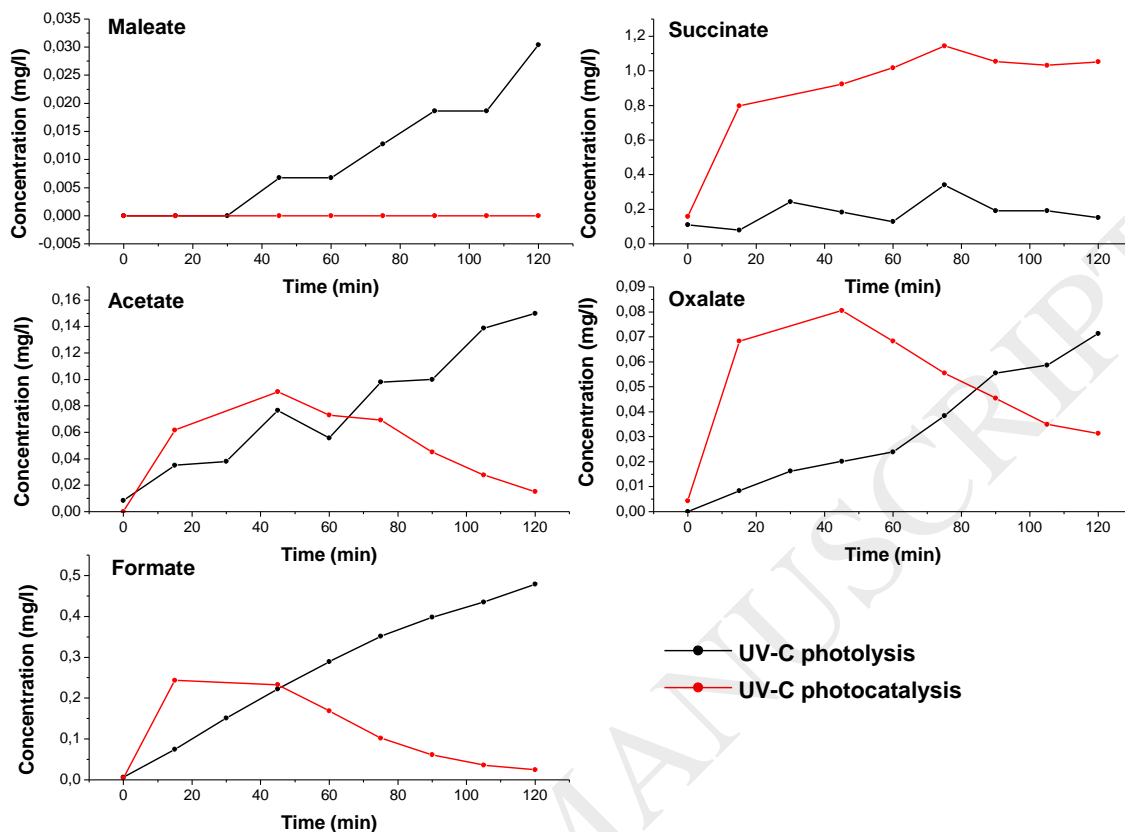 Maleate
Concentration (mg/l)
0,035
0,030
0,025
0,020
0,015
0,010
0,005
0,000
-0,005
0 20 40 60 80 100 120
Time (min)
Succinate
Concentration (mg/l)
1,2
1,0
0,8
0,6
0,4
0,2
0,0
0 20 40 60 80 100 120
Time (min)
Acetate
Concentration (mg/l)
0,16
0,14
0,12
0,10
0,08
0,06
0,04
0,02
0,00
0 20 40 60 80 100 120
Time (min)
Oxalate
Concentration (mg/l)
0,09
0,08
0,07
0,06
0,05
0,04
0,03
0,02
0,01
0,00
0 20 40 60 80 100 120
Time (min)
Formate
Concentration (mg/l)
0,5
0,4
0,3
0,2
0,1
0,0
0 20 40 60 80 100 120
Time (min)
UV-C photolysis
UV-C photocatalysis
MANUSCRIPT